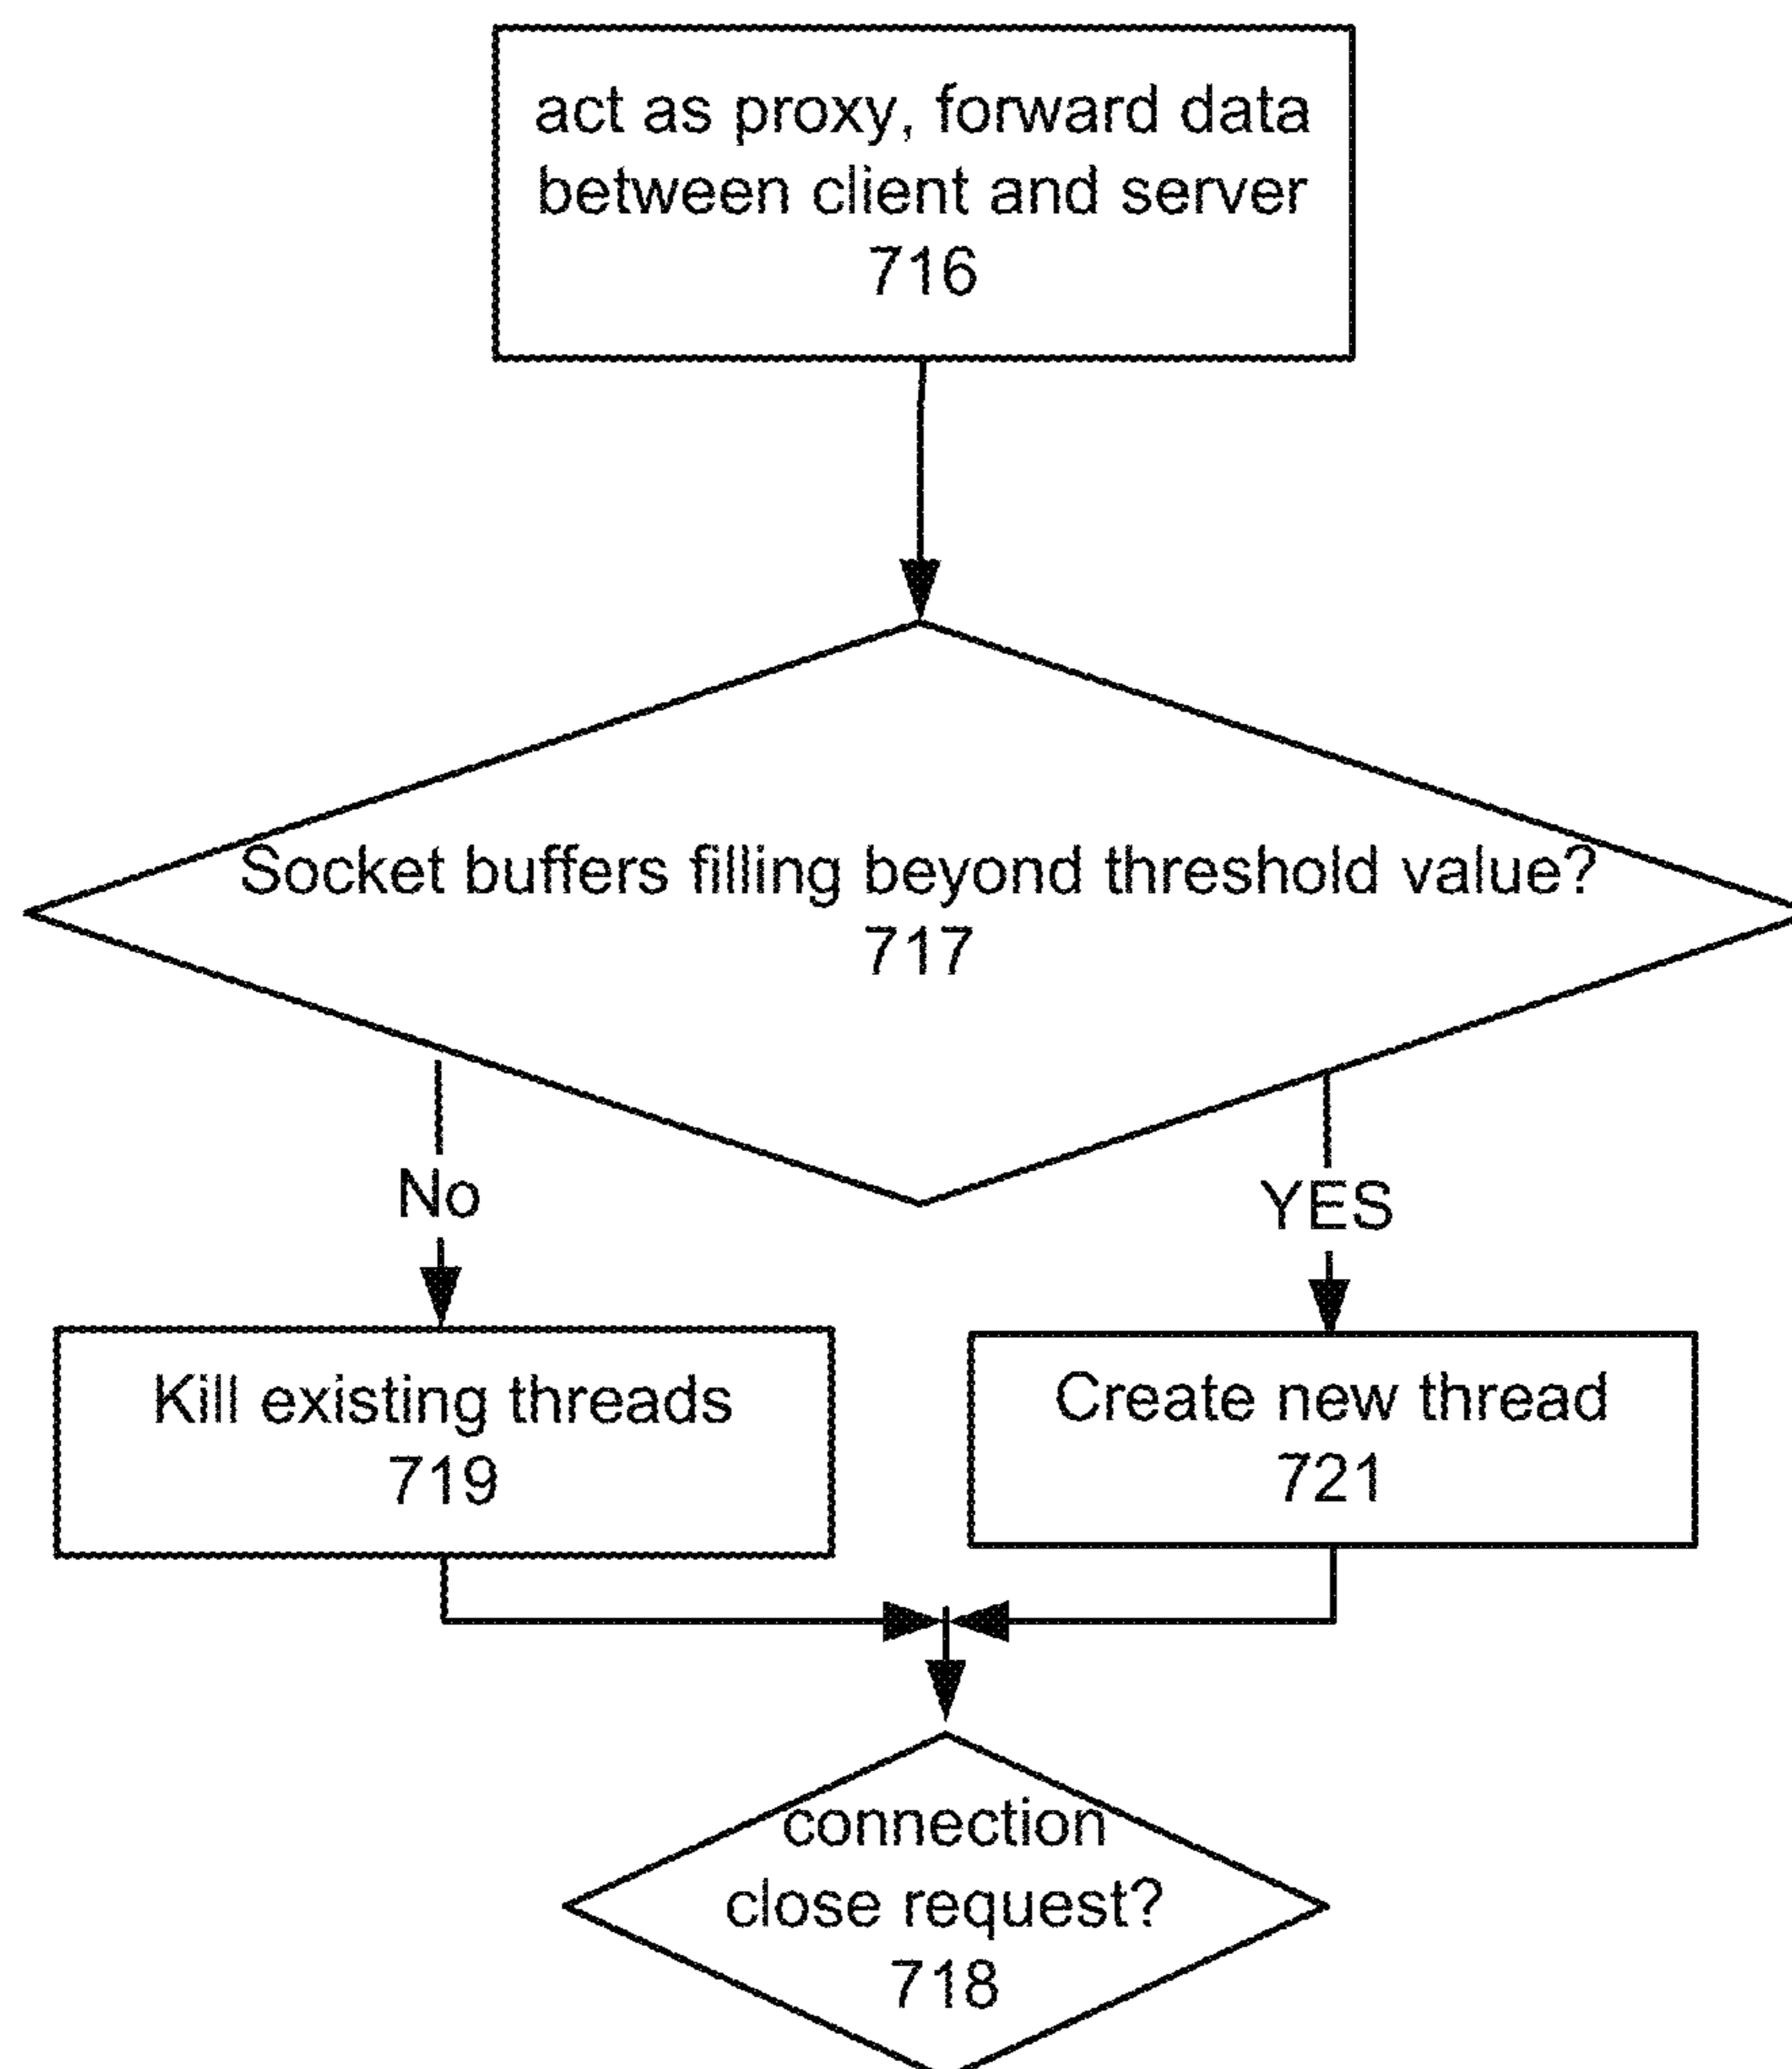 act as proxy, forward data
between client and server
716
Socket buffers filling beyond threshold value?
717
No
YES
Kill existing threads
719
Create new thread
721
connection
close request?
718